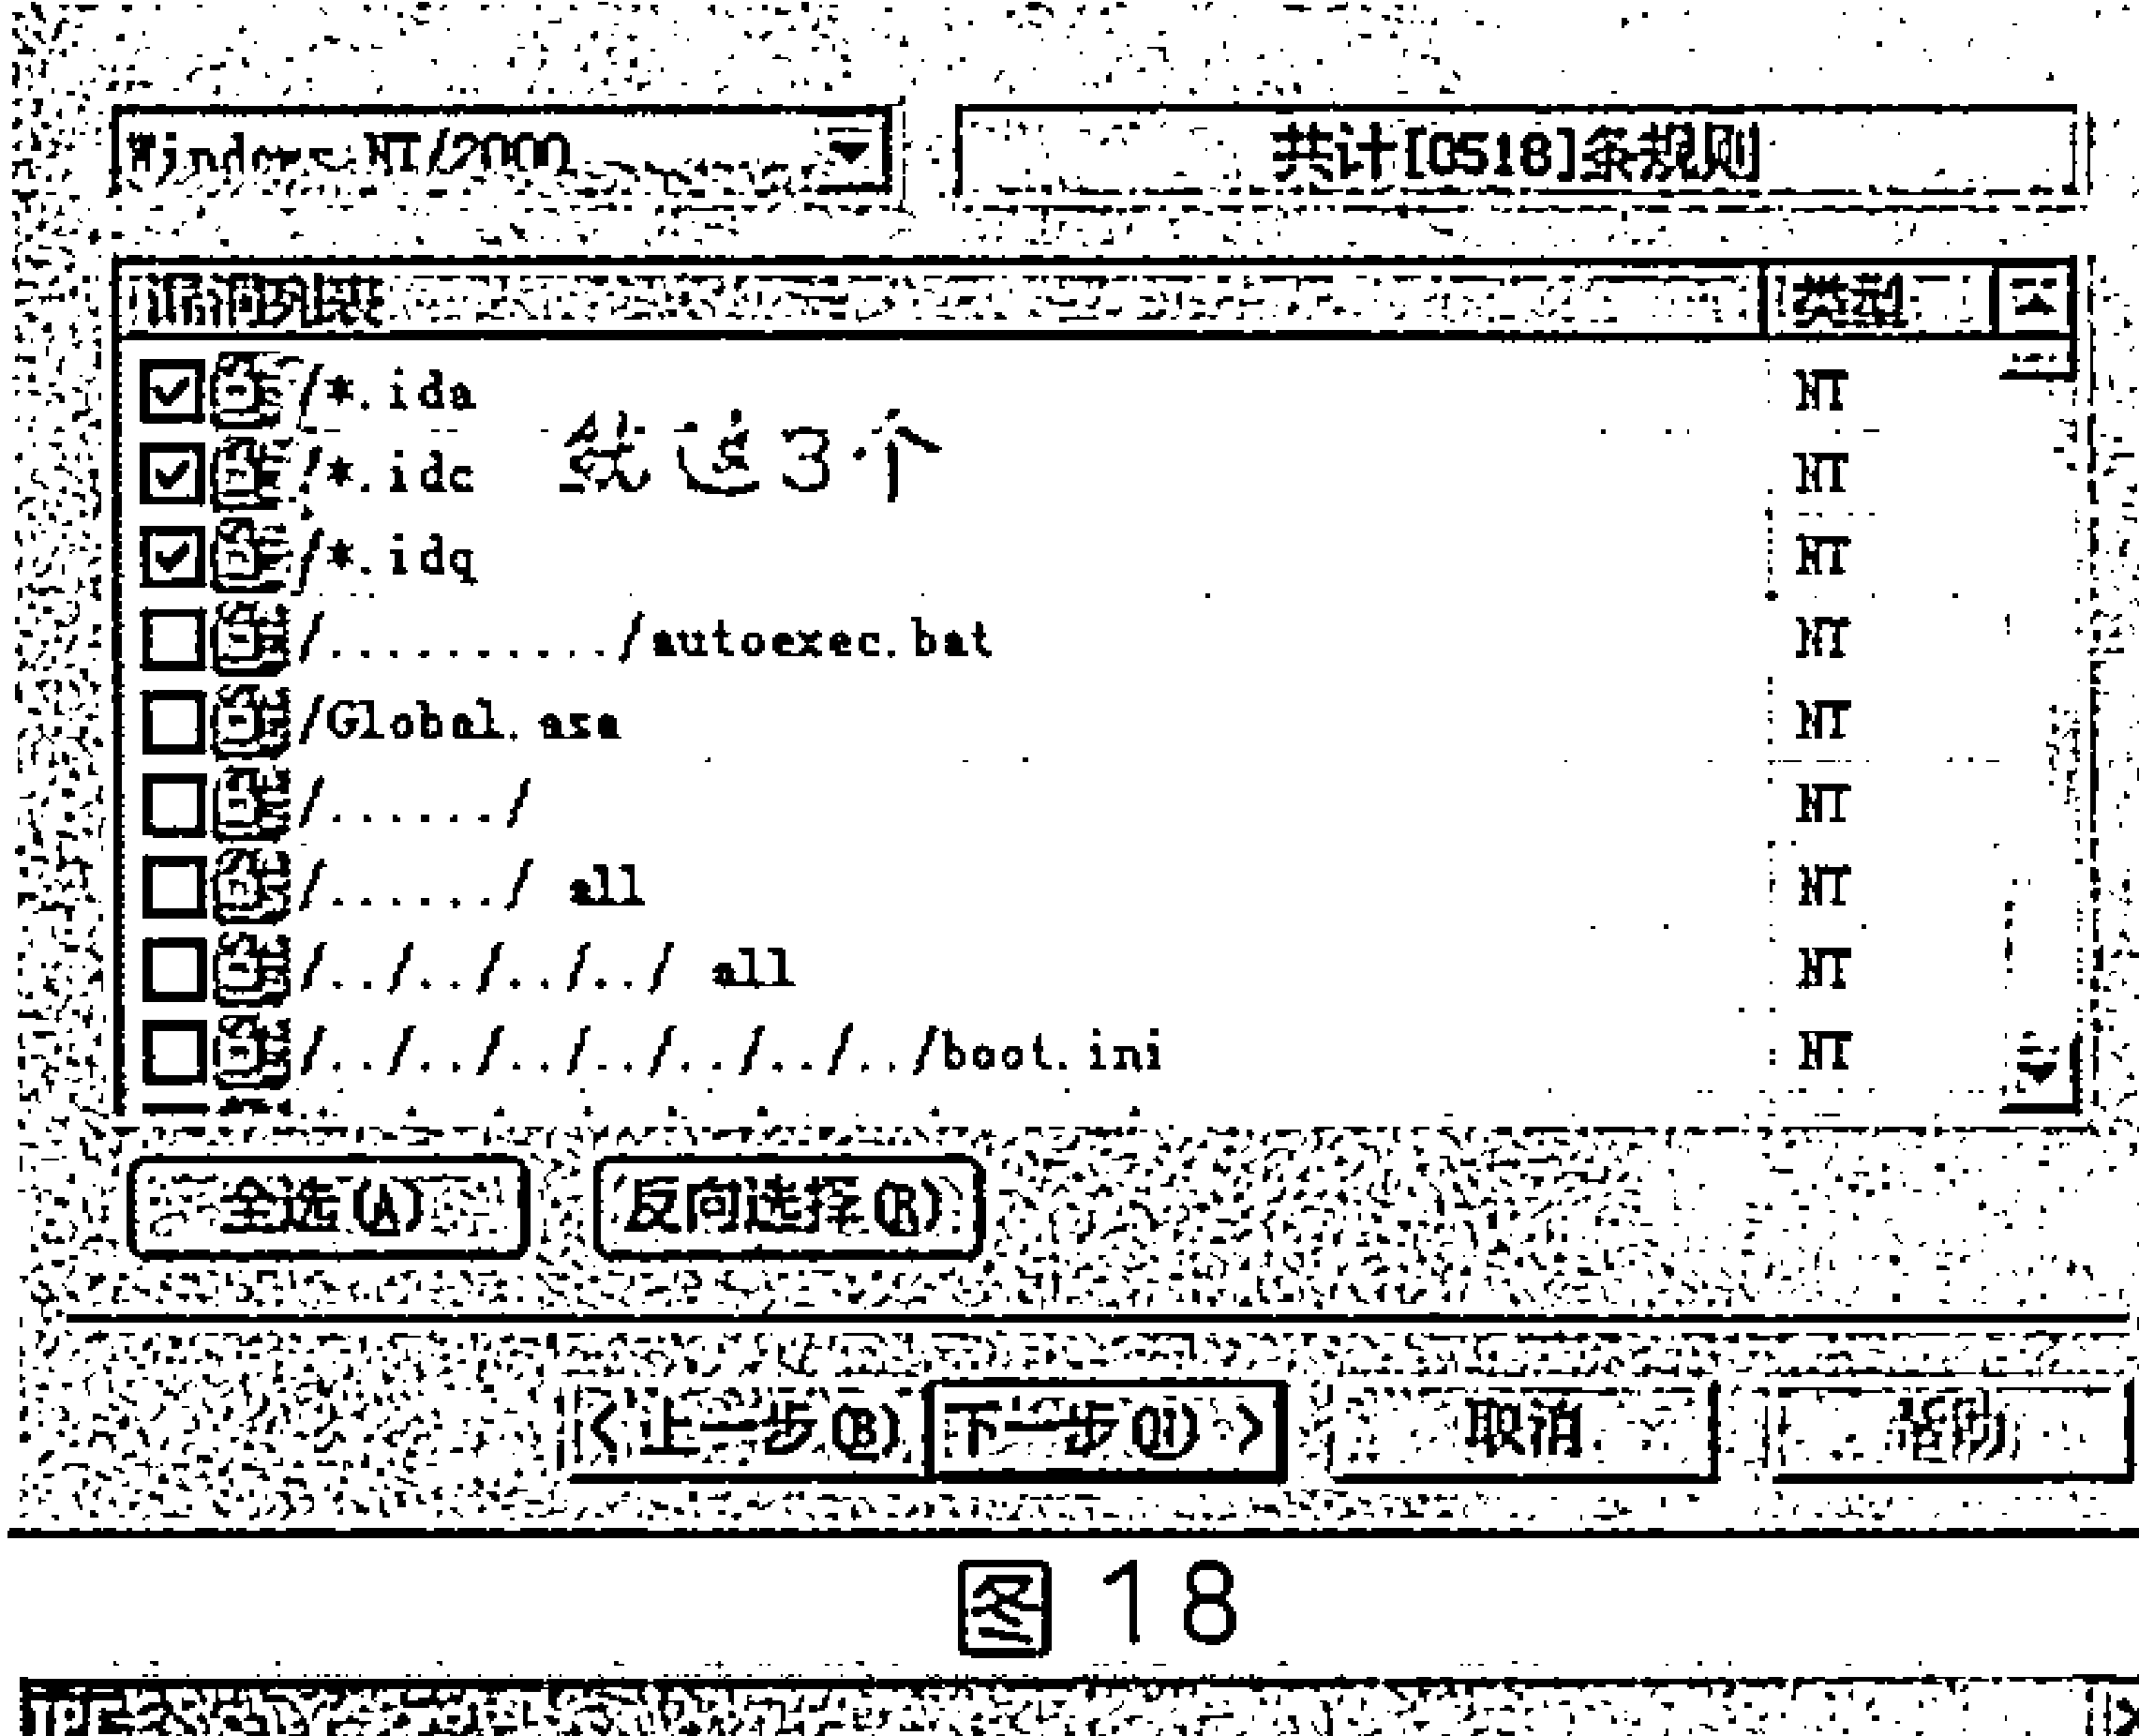 Windows NT/2000
共计[0518]条规则
漏洞列表 类型
/*.ida NT
就这3个
/*.idc NT
/*.idq NT
/........../autoexec.bat NT
/Global.asa NT
/....../ NT
/....../ all NT
/../../../../ all NT
/../../../../../../../boot.ini NT
全选(A) 反向选择(R)
<上一步(B) 下一步(N)> 取消 帮助
图 18